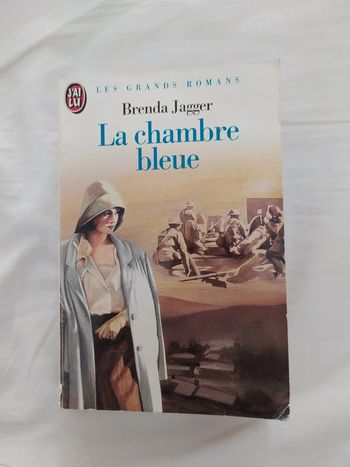 J'AI
LU
LES GRANDS ROMANS
Brenda Jagger
La chambre
bleue